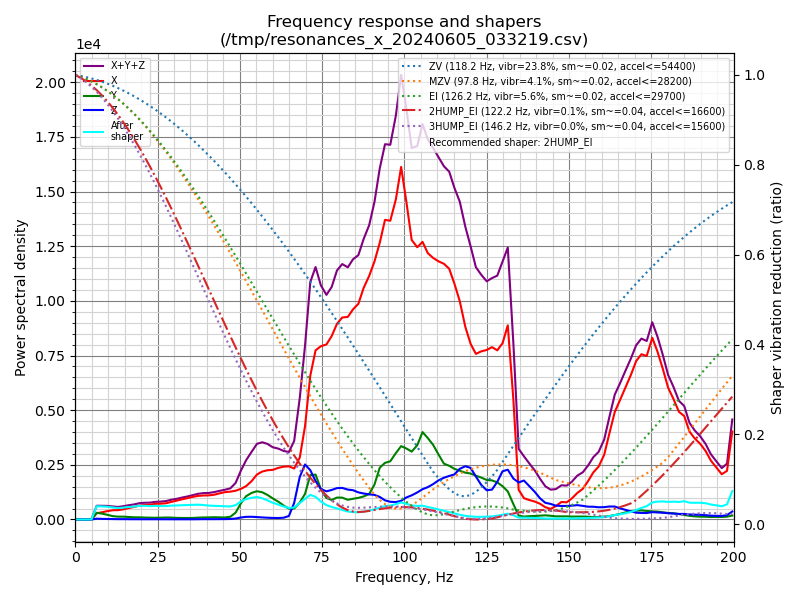 Frequency response and shapers
(/tmp/resonances_x_20240605_033219.csv)
1e4
X+Y+Z
X
Y
Z
After
shaper
ZV (118.2 Hz, vibr=23.8%, sm~=0.02, accel<=54400)
MZV (97.8 Hz, vibr=4.1%, sm~=0.02, accel<=28200)
EI (126.2 Hz, vibr=5.6%, sm~=0.02, accel<=29700)
2HUMP_EI (122.2 Hz, vibr=0.1%, sm~=0.04, accel<=16600)
3HUMP_EI (146.2 Hz, vibr=0.0%, sm~=0.04, accel<=15600)
Recommended shaper: 2HUMP_EI
Power spectral density
2.00
1.75
1.50
1.25
1.00
0.75
0.50
0.25
0.00
1.0
0.8
0.6
0.4
0.2
0.0
Shaper vibration reduction (ratio)
0 25 50 75 100 125 150 175 200
Frequency, Hz